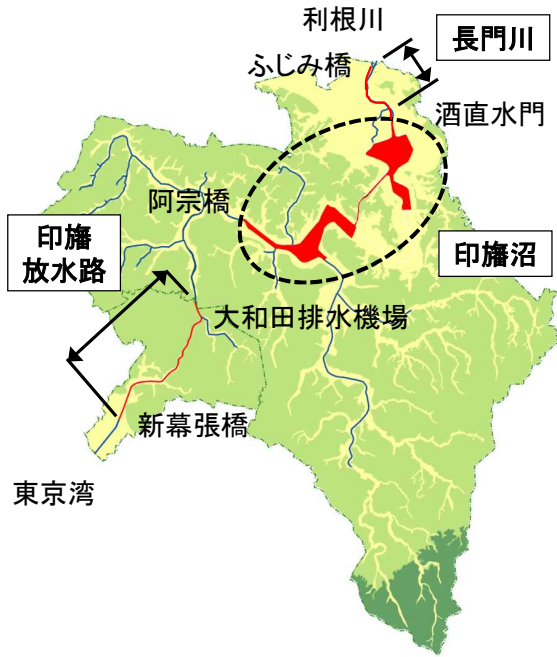 利根川
長門川
ふじみ橋
酒直水門
阿宗橋
印旛
放水路
印旛沼
大和田排水機場
新幕張橋
東京湾